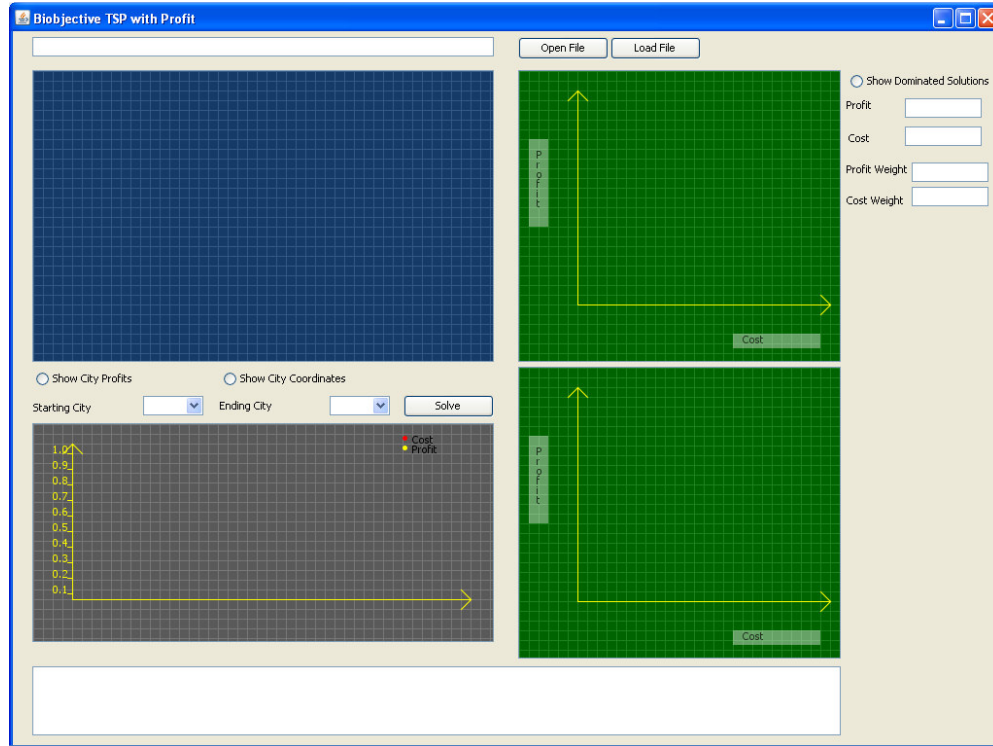 Biobjective TSP with Profit
Open File
Load File
Show Dominated Solutions
Profit
Cost
Profit Weight
Cost Weight
Profit
Cost
Show City Profits
Show City Coordinates
Starting City
Ending City
Solve
Cost
Profit
1.0
0.9
0.8
0.7
0.6
0.5
0.4
0.3
0.2
0.1
Profit
Cost